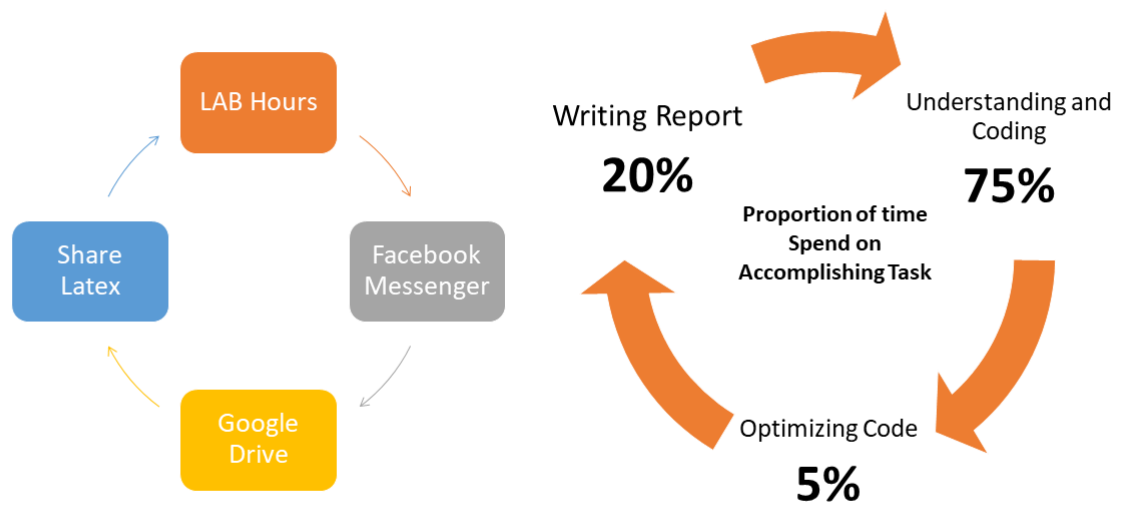 LAB Hours
Facebook
Messenger
Google
Drive
Share
Latex
Writing Report
20%
Understanding and
Coding
75%
Proportion of time
Spend on
Accomplishing Task
Optimizing Code
5%